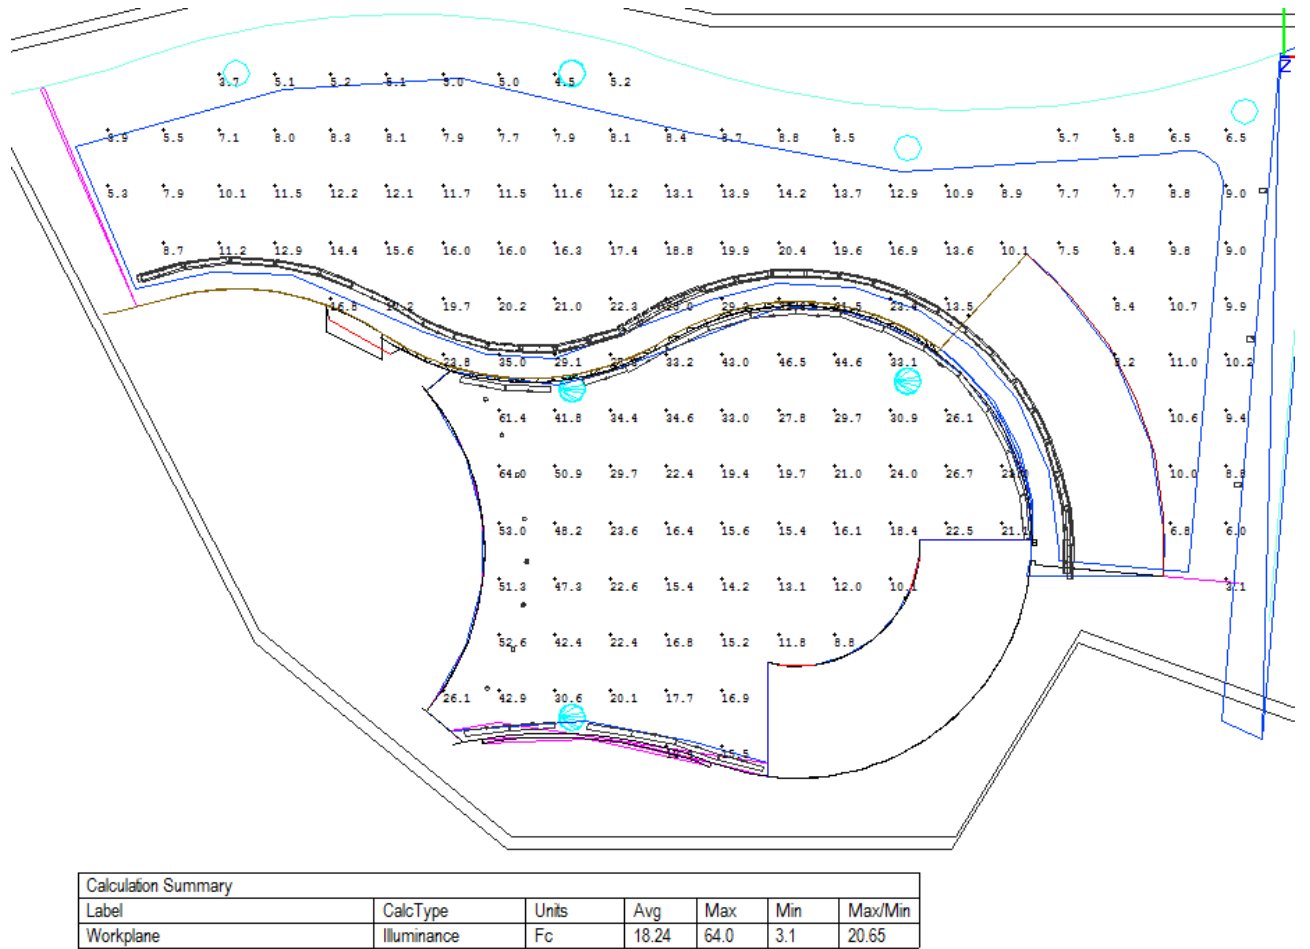 3.7 5.1 5.2 5.1 5.0 5.0 4.5 5.2
Z
3.9 5.5 7.1 8.0 8.3 8.1 7.9 7.7 7.9 8.1 8.4 8.7 8.8 8.5 5.7 5.8 6.5 6.5
5.3 7.9 10.1 11.5 12.2 12.1 11.7 11.5 11.6 12.2 13.1 13.9 14.2 13.7 12.9 10.9 8.9 7.7 7.7 8.8 9.0
8.7 11.2 12.9 14.4 15.6 16.0 16.0 16.3 17.4 18.8 19.9 20.4 19.6 16.9 13.6 10.1 7.5 8.4 9.8 9.0
16.8 19.7 20.2 21.0 22.3 13.5 8.4 10.7 9.9
23.8 35.0 29.1 33.2 43.0 46.5 44.6 33.1 11.0 10.2
61.4 41.8 34.4 34.6 33.0 27.8 29.7 30.9 26.1 10.6 9.4
64.0 50.9 29.7 22.4 19.4 19.7 21.0 24.0 26.7 10.0 8.8
53.0 48.2 23.6 16.4 15.6 15.4 16.1 18.4 22.5 21.1 6.8 6.0
51.3 47.3 22.6 15.4 14.2 13.1 12.0 10.1 3.1
52.6 42.4 22.4 16.8 15.2 11.8 8.8
26.1 42.9 30.6 20.1 17.7 16.9
Calculation Summary
Label CalcType Units Avg Max Min Max/Min
Workplane Illuminance Fc 18.24 64.0 3.1 20.65